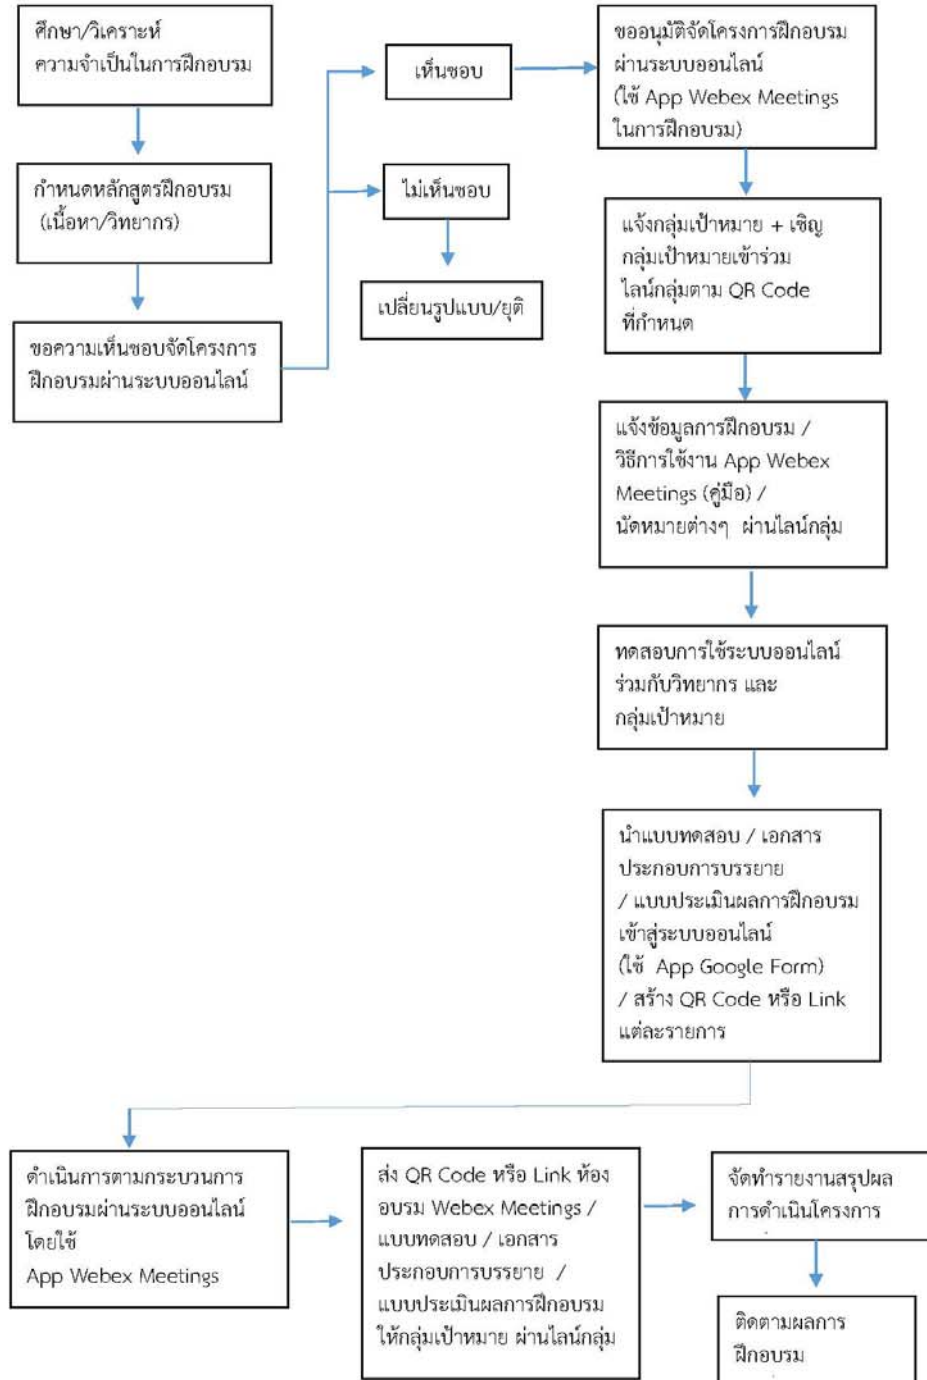 ศึกษา/วิเคราะห์
ความจำเป็นในการฝึกอบรม
กำหนดหลักสูตรฝึกอบรม
(เนื้อหา/วิทยากร)
ขอความเห็นชอบจัดโครงการ
ฝึกอบรมผ่านระบบออนไลน์
เห็นชอบ
ไม่เห็นชอบ
เปลี่ยนรูปแบบ/ยุติ
ขออนุมัติจัดโครงการฝึกอบรม
ผ่านระบบออนไลน์
(ใช้ App Webex Meetings
ในการฝึกอบรม)
แจ้งกลุ่มเป้าหมาย + เชิญ
กลุ่มเป้าหมายเข้าร่วม
ไลน์กลุ่มตาม QR Code
ที่กำหนด
แจ้งข้อมูลการฝึกอบรม /
วิธีการใช้งาน App Webex
Meetings (คู่มือ) /
นัดหมายต่างๆ ผ่านไลน์กลุ่ม
ทดสอบการใช้ระบบออนไลน์
ร่วมกับวิทยากร และ
กลุ่มเป้าหมาย
นำแบบทดสอบ / เอกสาร
ประกอบการบรรยาย
/ แบบประเมินผลการฝึกอบรม
เข้าสู่ระบบออนไลน์
(ใช้ App Google Form)
/ สร้าง QR Code หรือ Link
แต่ละรายการ
ดำเนินการตามกระบวนการ
ฝึกอบรมผ่านระบบออนไลน์
โดยใช้
App Webex Meetings
ส่ง QR Code หรือ Link ห้อง
อบรม Webex Meetings /
แบบทดสอบ / เอกสาร
ประกอบการบรรยาย /
แบบประเมินผลการฝึกอบรม
ให้กลุ่มเป้าหมาย ผ่านไลน์กลุ่ม
จัดทำรายงานสรุปผล
การดำเนินโครงการ
ติดตามผลการ
ฝึกอบรม